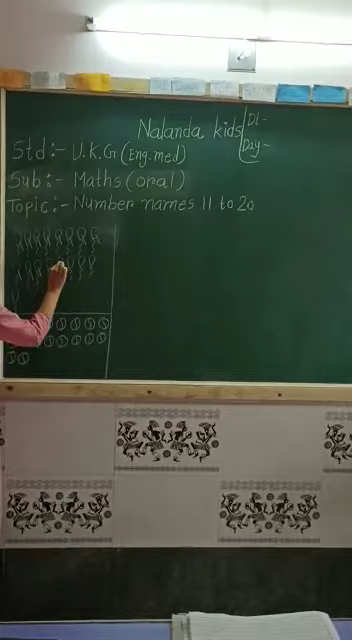 Nalanda kids
Dt -
Day -
Std :- U.K.G (Eng.med)
Sub :- Maths (oral)
Topic :- Number names 11 to 20